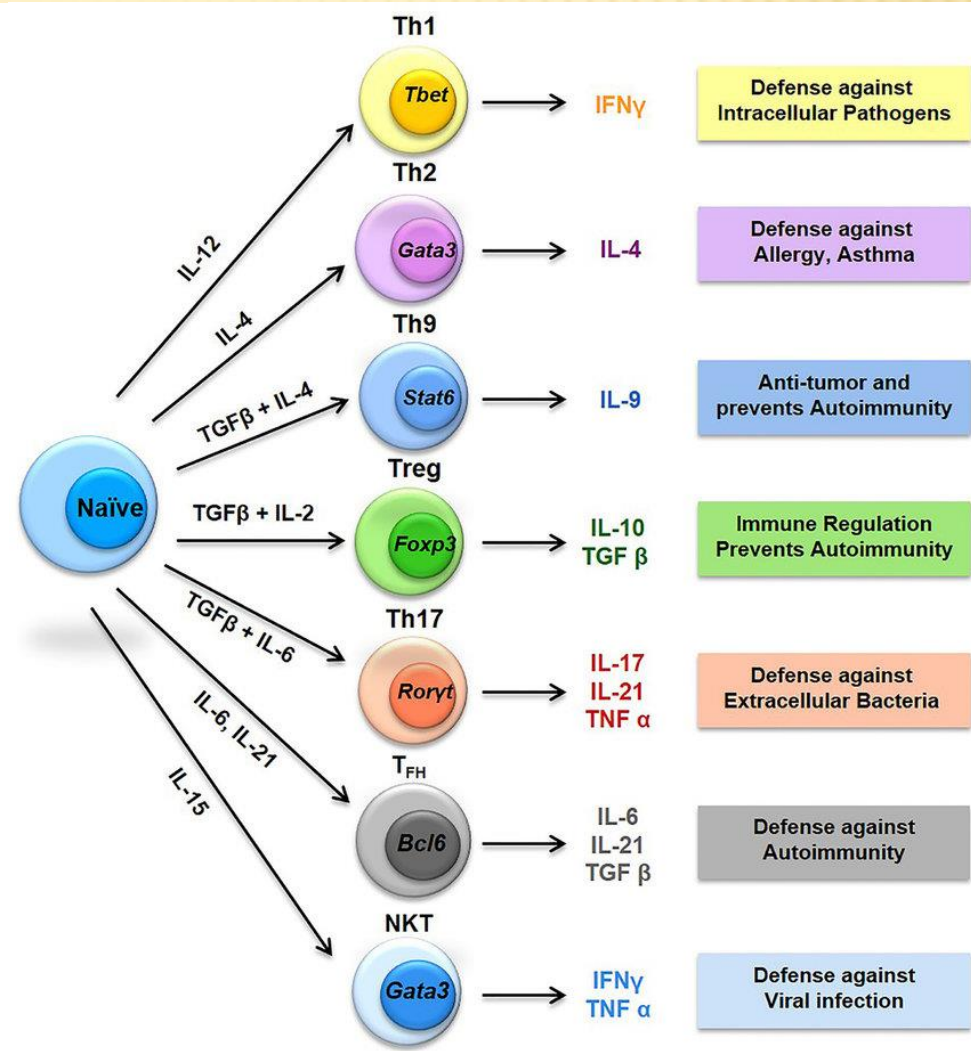 Th1
IL-12
Tbet
IFNγ
Defense against
Intracellular Pathogens
Th2
IL-4
Gata3
IL-4
Defense against
Allergy, Asthma
Th9
TGFβ + IL-4
Stat6
IL-9
Anti-tumor and
prevents Autoimmunity
Naïve
Treg
TGFβ + IL-2
Foxp3
IL-10
TGF β
Immune Regulation
Prevents Autoimmunity
Th17
TGFβ + IL-6
Rorγt
IL-17
IL-21
TNF α
Defense against
Extracellular Bacteria
TFH
IL-6, IL-21
Bcl6
IL-6
IL-21
TGF β
Defense against
Autoimmunity
NKT
IL-15
Gata3
IFNγ
TNF α
Defense against
Viral infection